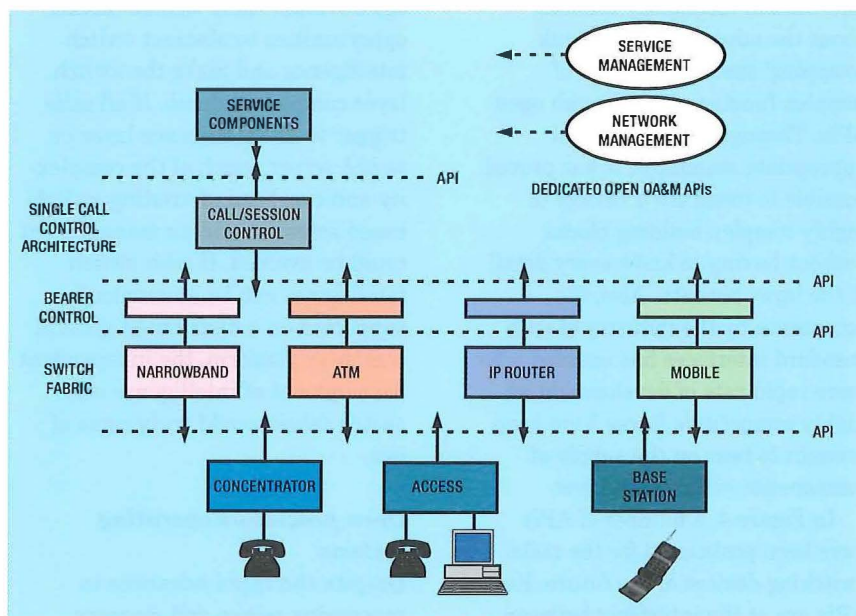 SERVICE
MANAGEMENT
SERVICE
COMPONENTS
NETWORK
MANAGEMENT
API
DEDICATED OPEN OA&M APIs
SINGLE CALL
CONTROL
ARCHITECTURE
CALL/SESSION
CONTROL
API
BEARER
CONTROL
API
SWITCH
FABRIC
NARROWBAND
ATM
IP ROUTER
MOBILE
API
CONCENTRATOR
ACCESS
BASE
STATION